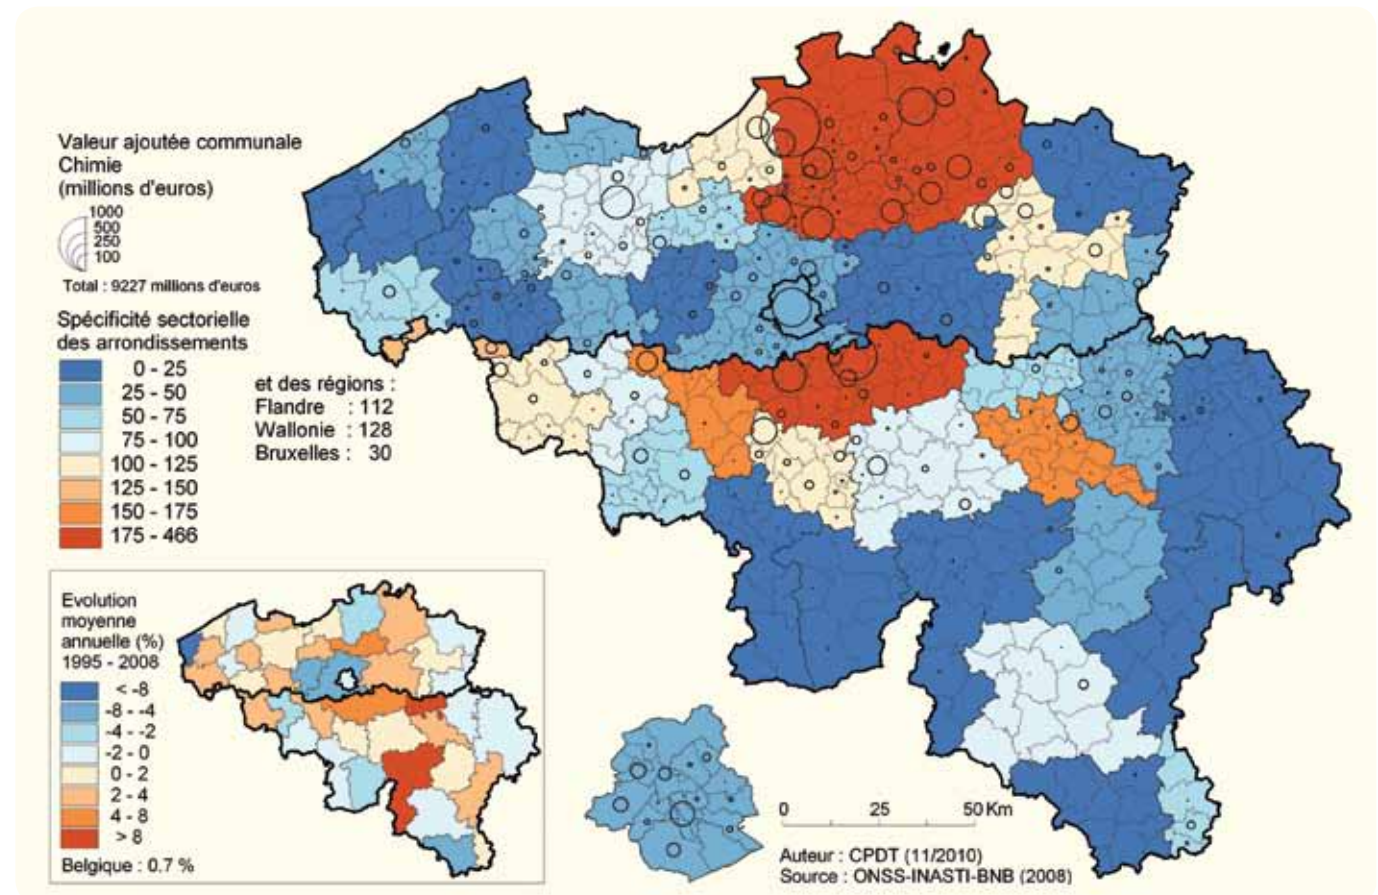 Valeur ajoutée communale
Chimie
(millions d'euros)
1000
500
250
100
Total : 9227 millions d'euros
Spécificité sectorielle
des arrondissements
0 - 25
25 - 50
50 - 75
75 - 100
100 - 125
125 - 150
150 - 175
175 - 466
et des régions :
Flandre : 112
Wallonie : 128
Bruxelles : 30
Evolution
moyenne
annuelle (%)
1995 - 2008
< -8
-8 - -4
-4 - -2
-2 - 0
0 - 2
2 - 4
4 - 8
> 8
Belgique : 0.7 %
0 25 50 Km
Auteur : CPDT (11/2010)
Source : ONSS-INASTI-BNB (2008)